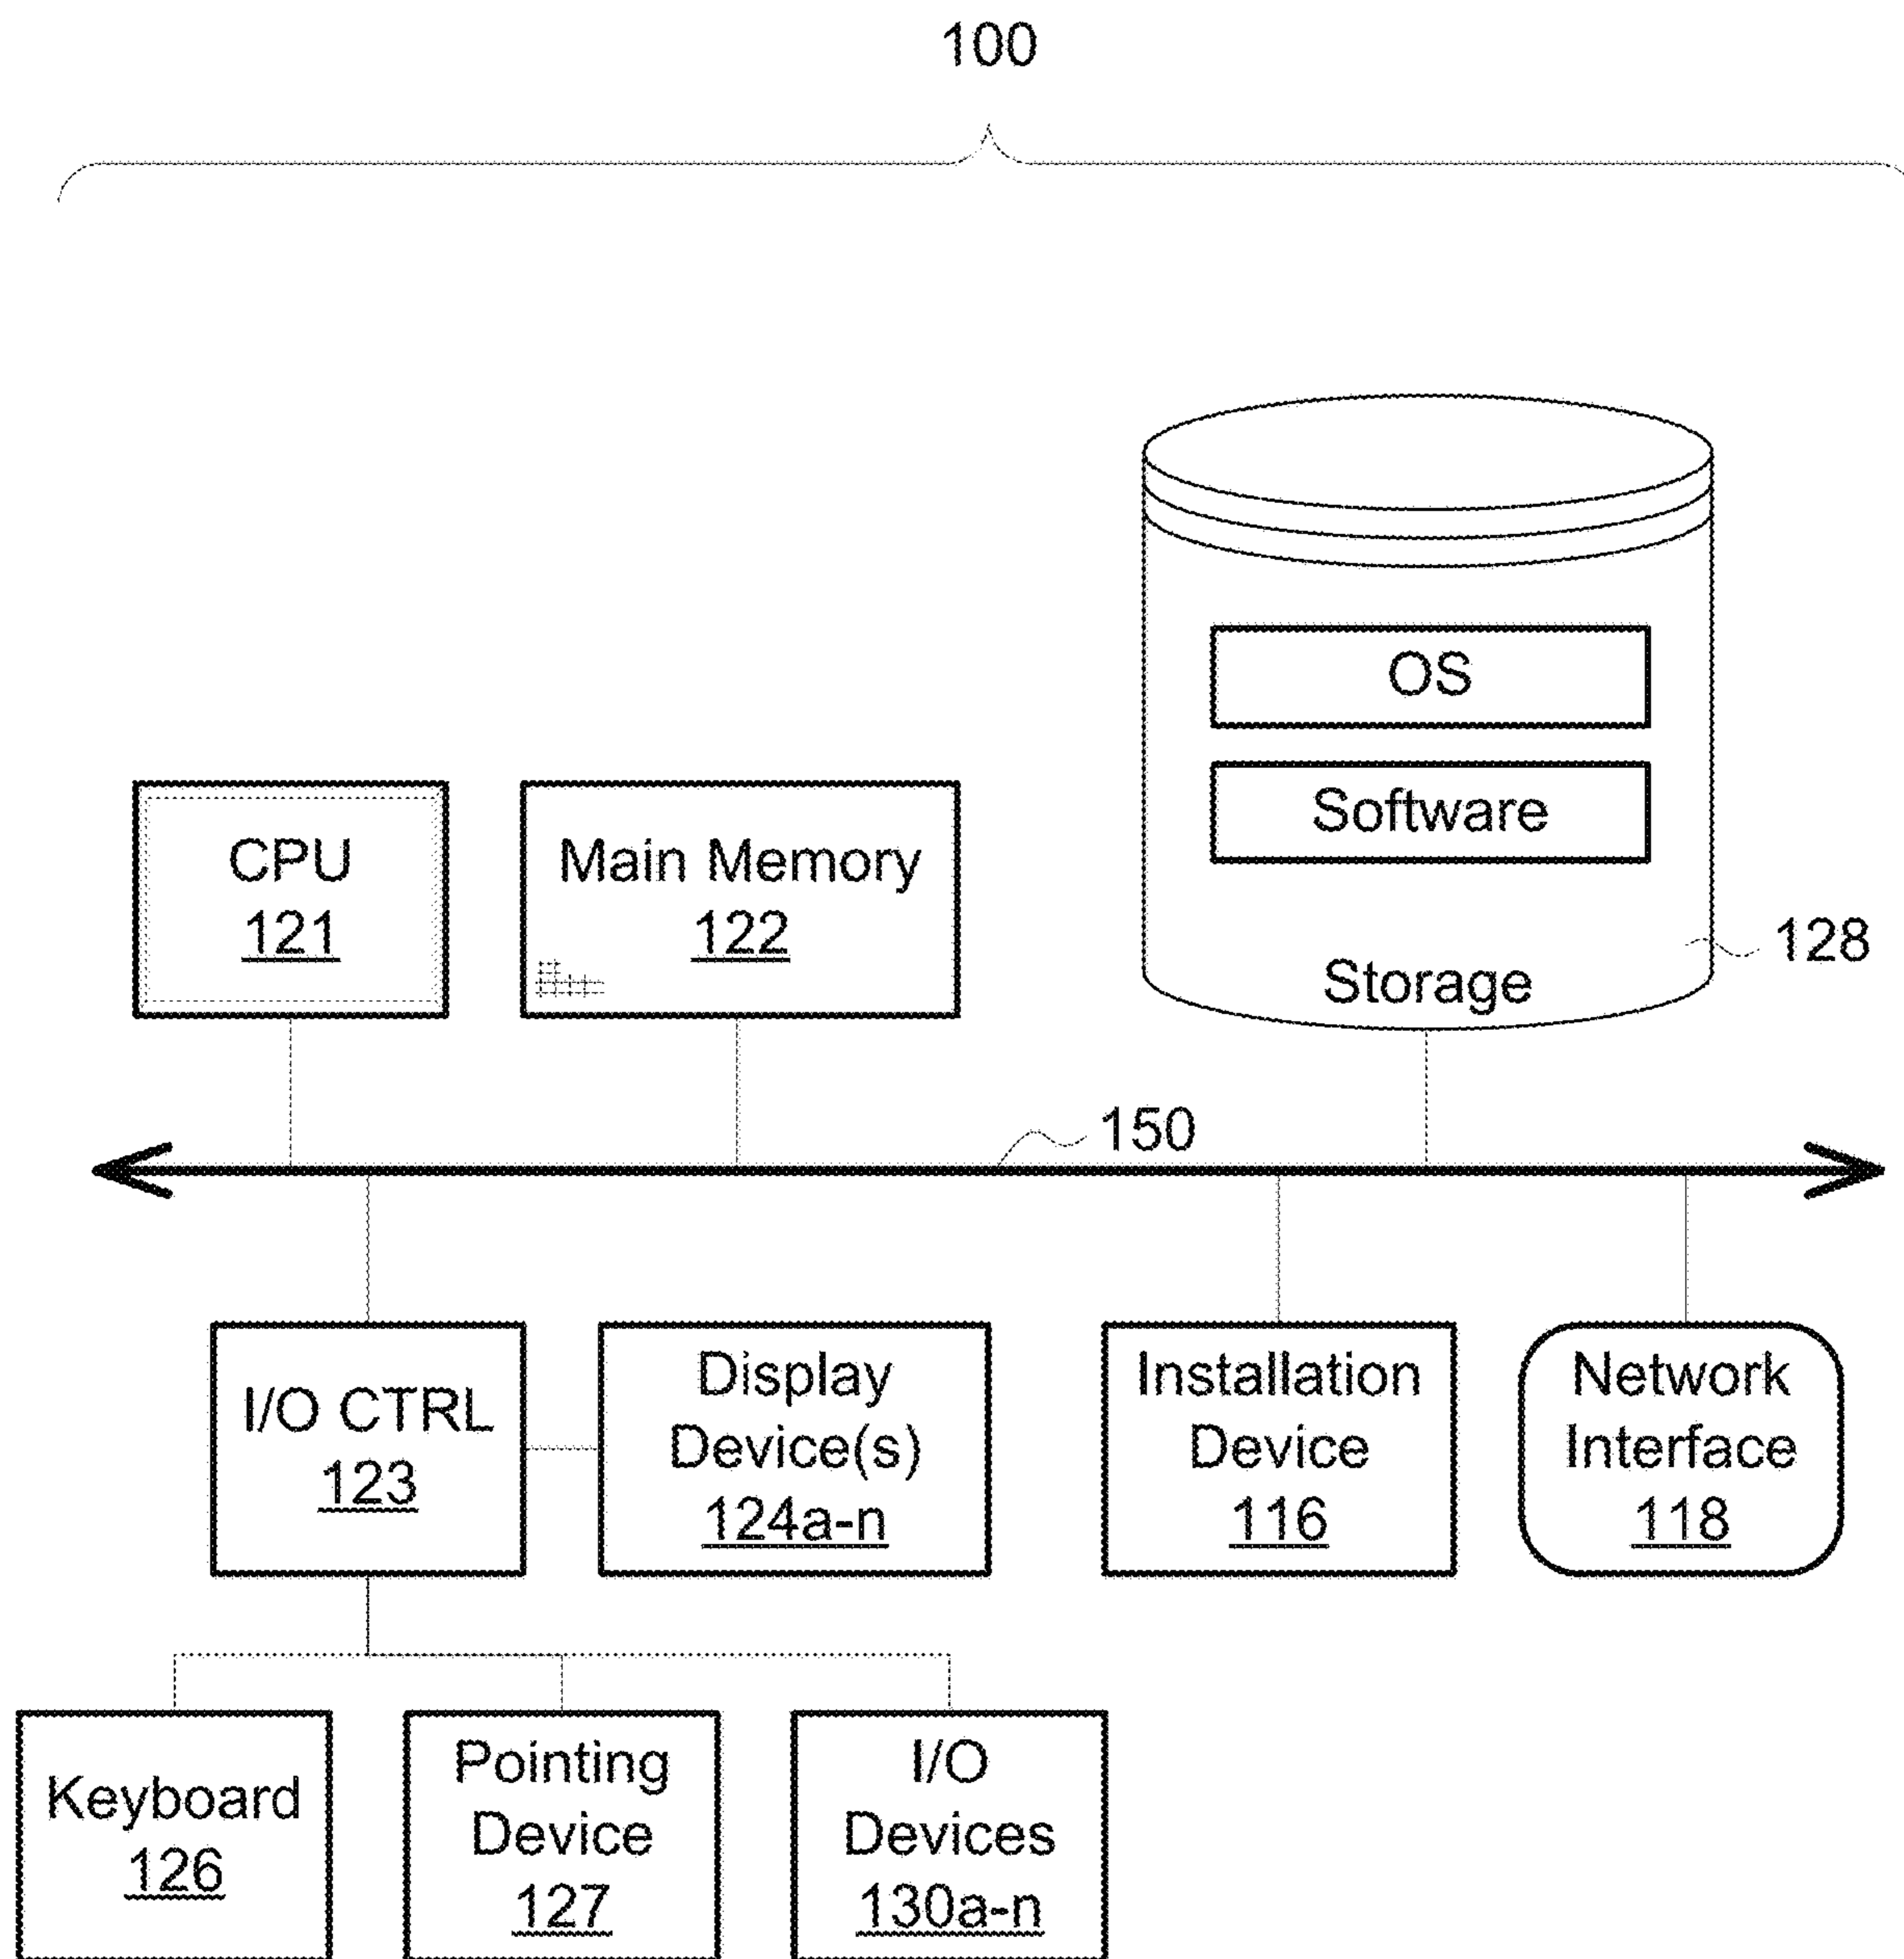 100
OS
Software
CPU
121
Main Memory
122
128
Storage
150
I/O CTRL
123
Display
Device(s)
124a-n
Installation
Device
116
Network
Interface
118
Keyboard
126
Pointing
Device
127
I/O
Devices
130a-n